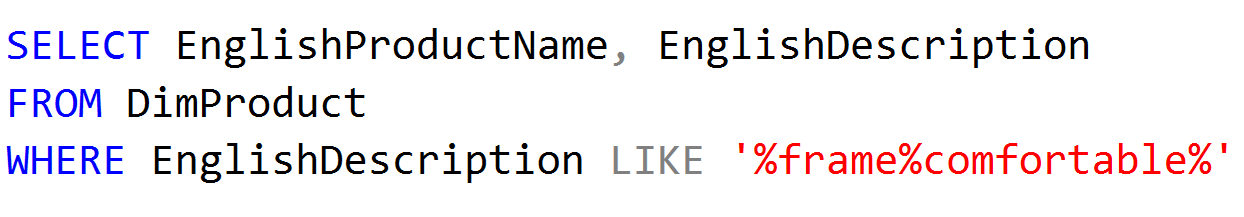 SELECT EnglishProductName, EnglishDescription
FROM DimProduct
WHERE EnglishDescription LIKE '%frame%comfortable%'